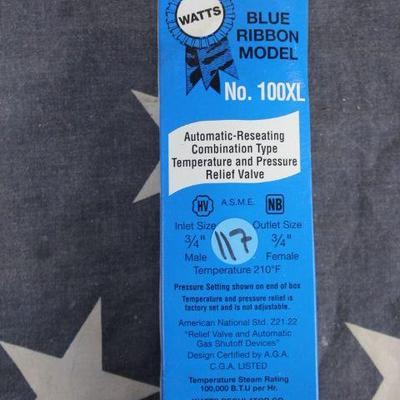 WATTS
BLUE
RIBBON
MODEL
No. 100XL
Automatic-Reseating
Combination Type
Temperature and Pressure
Relief Valve
HV A.S.M.E. NB
Inlet Size Outlet Size
3/4" 117 3/4"
Male Female
Temperature 210°F
Pressure Setting shown on end of box
Temperature and pressure relief is
factory set and is not adjustable.
American National Std. Z21.22
"Relief Valve and Automatic
Gas Shutoff Devices"
Design Certified by A.G.A.
C.G.A. LISTED
Temperature Steam Rating
100,000 B.T.U per Hr.
WATTS REGULATOR CO.